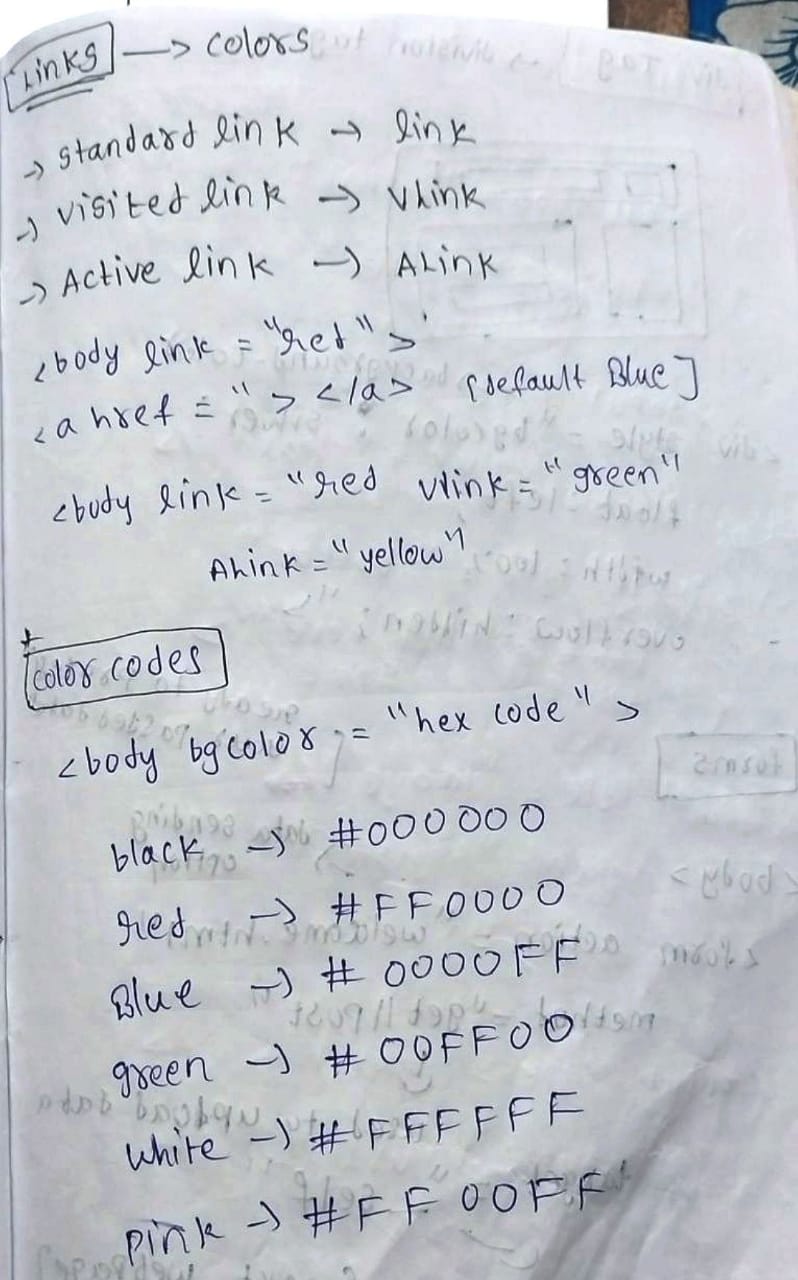 Links → colors
→ standard link → link
→ visited link → Vlink
→ Active link → ALink
<body link = "red" >
<a href = " > </a> [default Blue]
<body link = "red vlink = "green"
ALink = "yellow"
color codes
<body bgcolor = "hex code" >
black → #000000
red → #FF0000
Blue → #0000FF
green → #00FF00
white → #FFFFFF
pink → #FF00FF